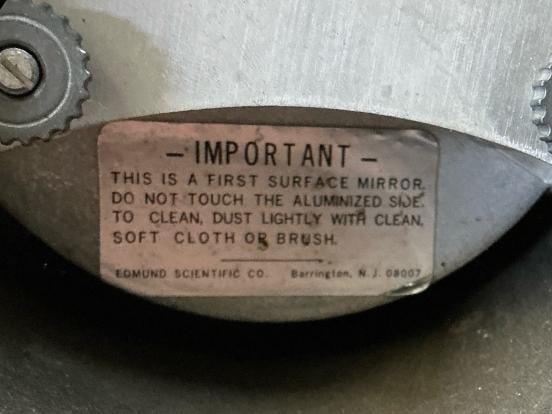 - IMPORTANT -
THIS IS A FIRST SURFACE MIRROR.
DO NOT TOUCH THE ALUMINIZED SIDE.
TO CLEAN, DUST LIGHTLY WITH CLEAN,
SOFT CLOTH OR BRUSH.
EDMUND SCIENTIFIC CO. Barrington, N.J. 08007